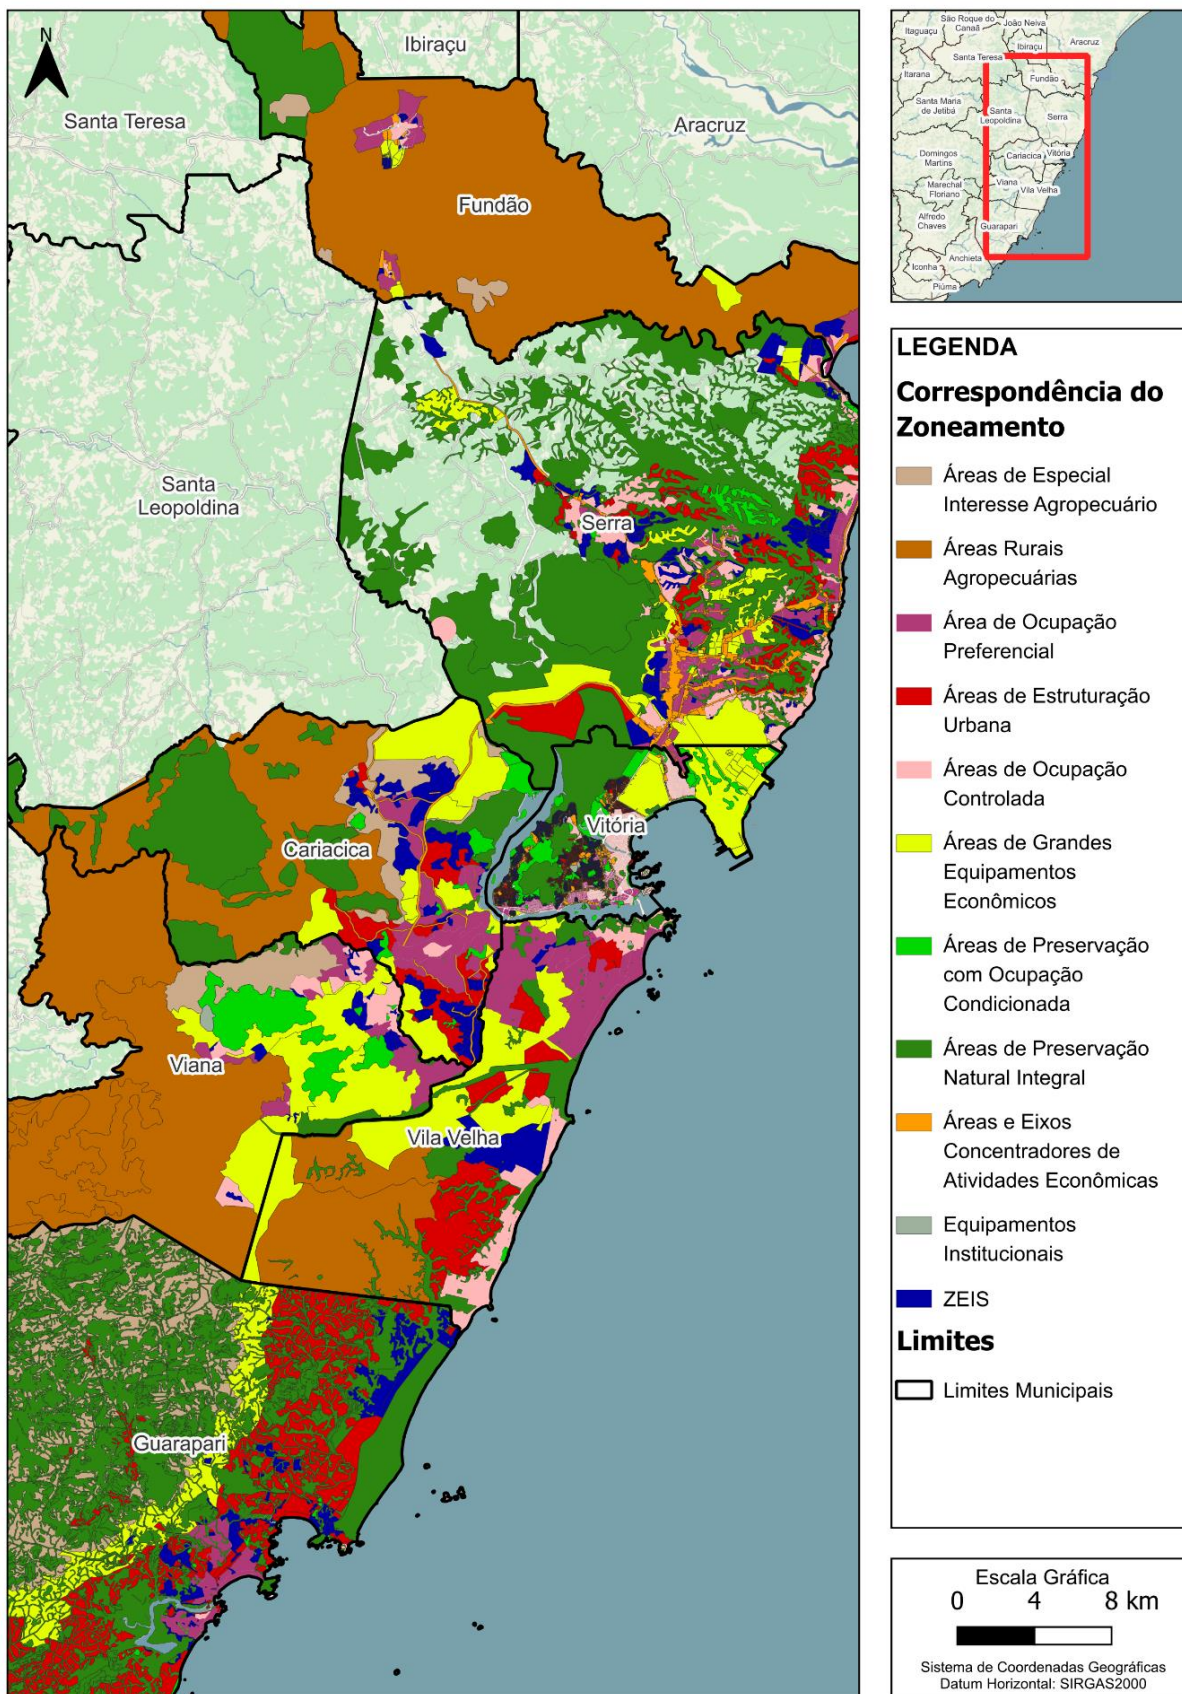 N
Ibiraçu
Santa Teresa
Aracruz
Fundão
Santa
Leopoldina
Serra
Vitória
Cariacica
Viana
Vila Velha
Guarapari
São Roque do
Canaã
João Neiva
Itaguaçu
Ibiraçu
Aracruz
Santa Teresa
Itarana
Fundão
Santa Maria
de Jetibá
Santa
Leopoldina
Serra
Domingos
Martins
Cariacica
Vitória
Marechal
Floriano
Viana
Vila Velha
Alfredo
Chaves
Guarapari
Anchieta
Iconha
Piúma
LEGENDA
Correspondência do
Zoneamento
Áreas de Especial
Interesse Agropecuário
Áreas Rurais
Agropecuárias
Área de Ocupação
Preferencial
Áreas de Estruturação
Urbana
Áreas de Ocupação
Controlada
Áreas de Grandes
Equipamentos
Econômicos
Áreas de Preservação
com Ocupação
Condicionada
Áreas de Preservação
Natural Integral
Áreas e Eixos
Concentradores de
Atividades Econômicas
Equipamentos
Institucionais
ZEIS
Limites
Limites Municipais
Escala Gráfica
0 4 8 km
Sistema de Coordenadas Geográficas
Datum Horizontal: SIRGAS2000